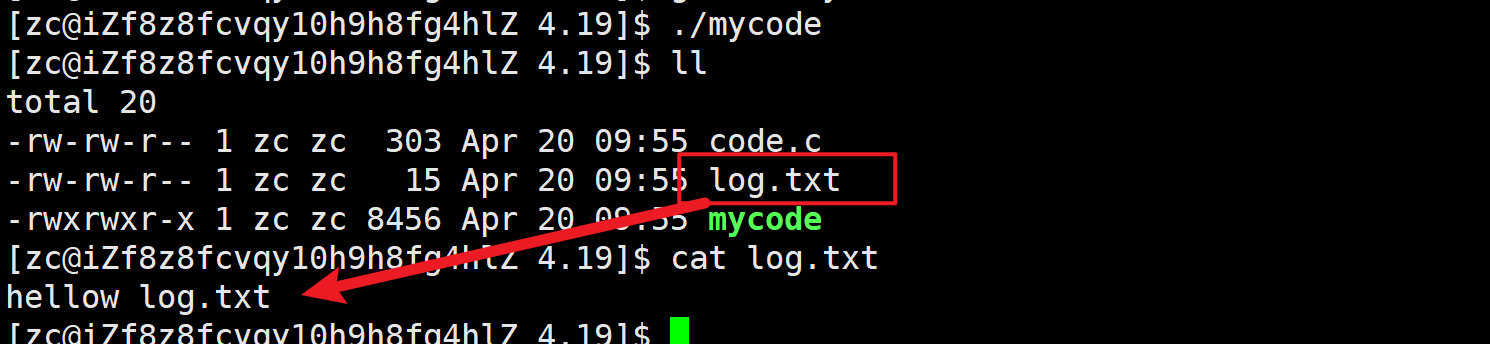 [zc@iZf8z8fcvqy10h9h8fg4hlZ 4.19]$ ./mycode
[zc@iZf8z8fcvqy10h9h8fg4hlZ 4.19]$ ll
total 20
-rw-rw-r-- 1 zc zc  303 Apr 20 09:55 code.c
-rw-rw-r-- 1 zc zc   15 Apr 20 09:55 log.txt
-rwxrwxr-x 1 zc zc 8456 Apr 20 09:55 mycode
[zc@iZf8z8fcvqy10h9h8fg4hlZ 4.19]$ cat log.txt
hellow log.txt
[zc@iZf8z8fcvqy10h9h8fg4hlZ 4.19]$